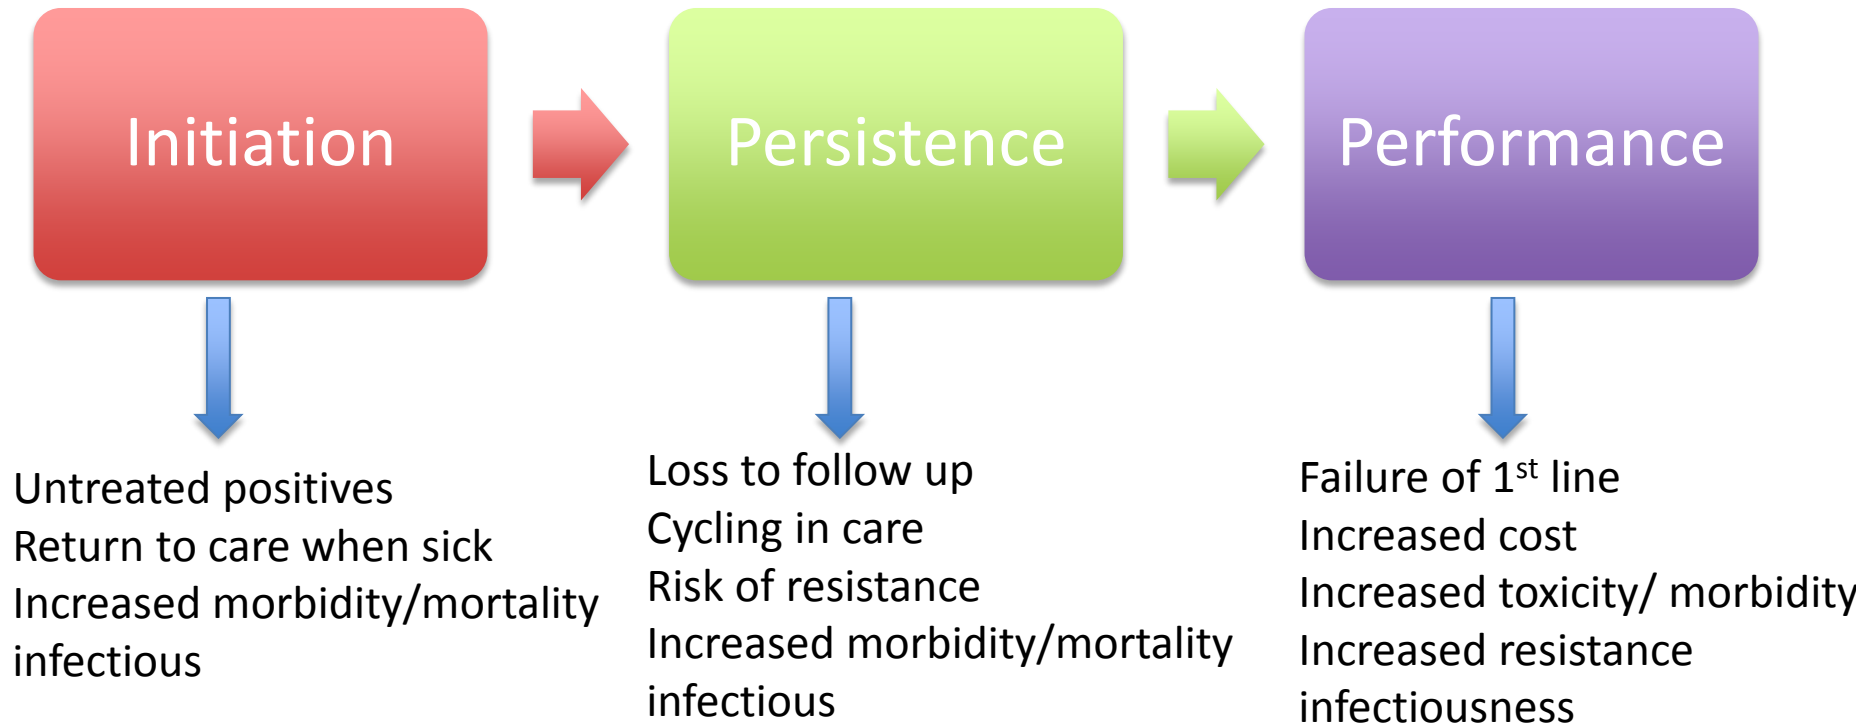 Initiation
Persistence
Performance
Untreated positives
Return to care when sick
Increased morbidity/mortality
infectious
Loss to follow up
Cycling in care
Risk of resistance
Increased morbidity/mortality
infectious
Failure of 1st line
Increased cost
Increased toxicity/ morbidity
Increased resistance
infectiousness